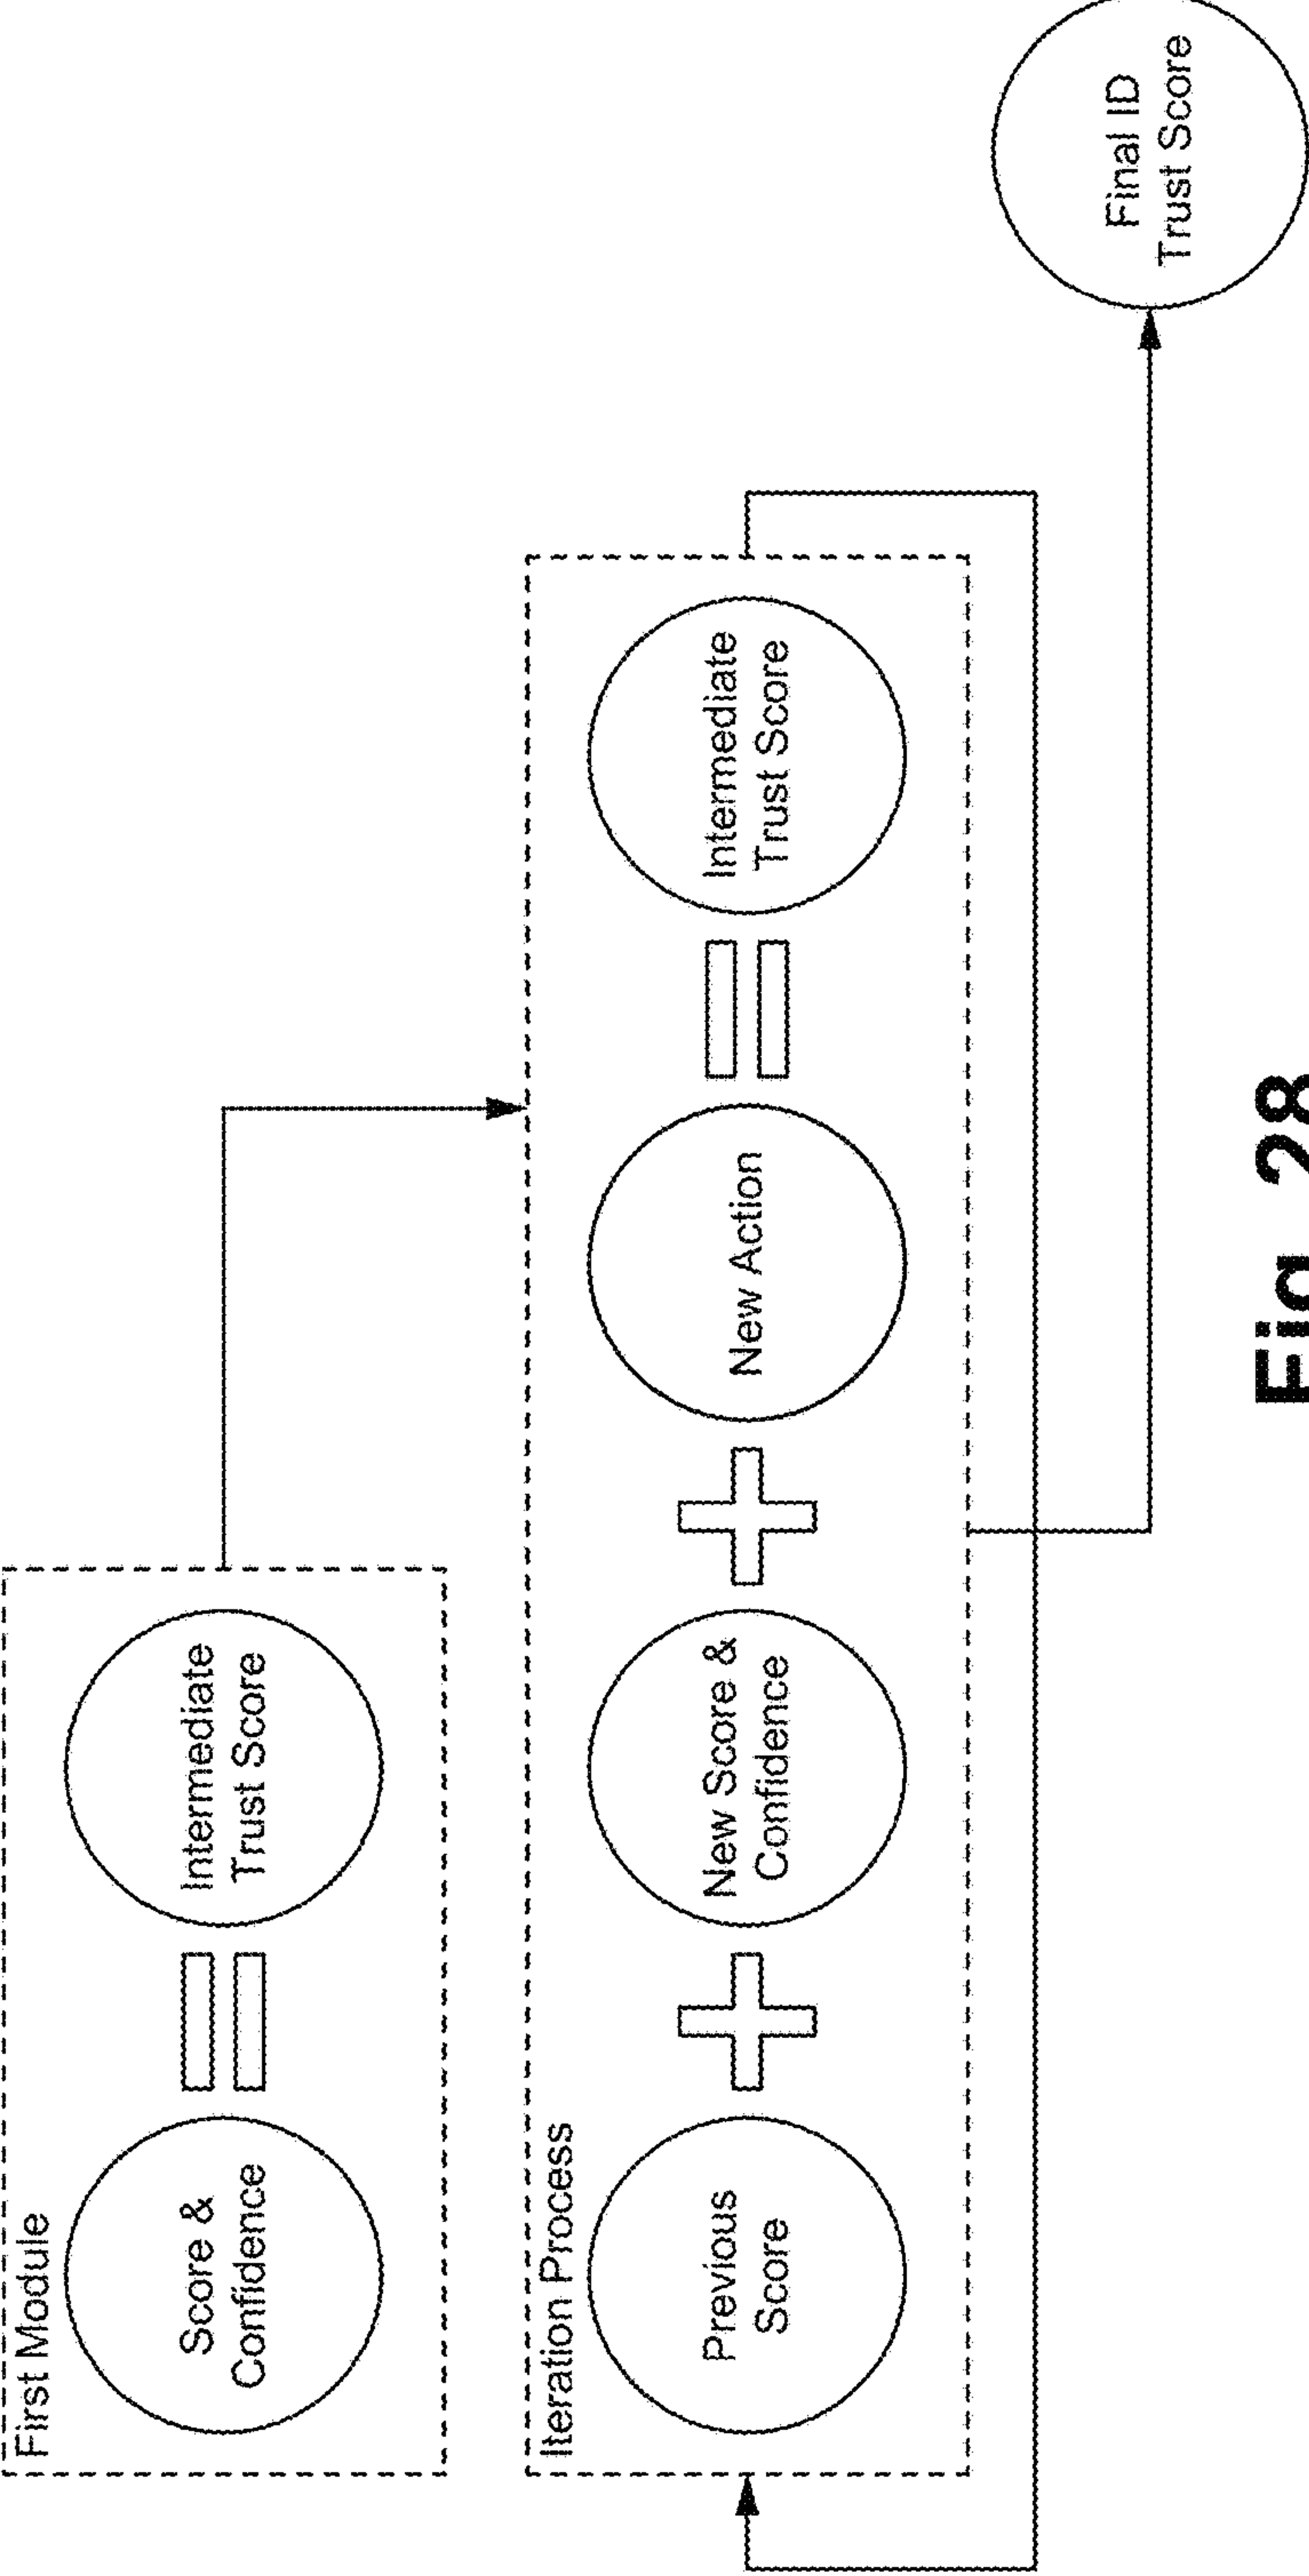 First Module
Score &
Confidence
Intermediate
Trust Score
Iteration Process
Previous
Score
New Score &
Confidence
New Action
Intermediate
Trust Score
Final ID
Trust Score
Fig. 28